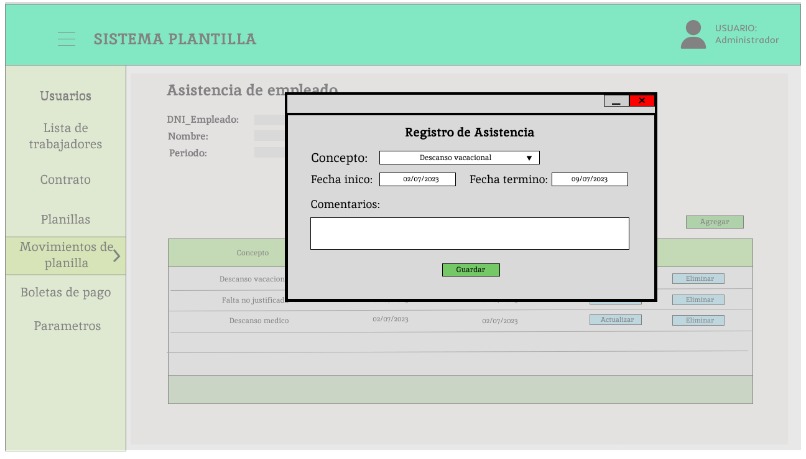 SISTEMA PLANTILLA
USUARIO:
Administrador
Usuarios
Lista de
trabajadores
Contrato
Planillas
Movimientos de
planilla
Boletas de pago
Parametros
Asistencia de empleado
DNI_Empleado:
Nombre:
Periodo:
Registro de Asistencia
Concepto: Descanso vacacional
Fecha inico: 02/07/2023 Fecha termino: 09/07/2023
Comentarios:
Guardar
Agregar
Concepto
Descanso vacacion
Eliminar
Falta no justificad
Eliminar
Descanso medico 02/07/2023 02/07/2023 Actualizar Eliminar